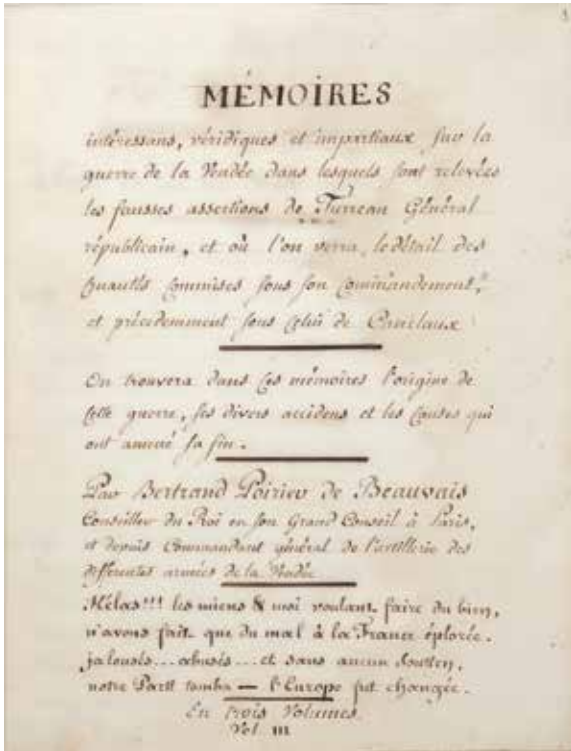 MÉMOIRES
intéressans, véridiques et impartiaux sur la
guerre de la Vendée dans lesquels sont relevées
les fausses assertions de Turreau Général
républicain, et où l'on verra, le détail des
cruautés commises sous son commandement,
et précédemment sous celui de Canclaux
On trouvera dans ces mémoires l'origine de
cette guerre, ses divers accidens et les causes qui
ont amené sa fin.
Par Bertrand Poirier de Beauvais
Conseiller du Roi en son Grand Conseil à Paris,
et depuis Commandant général de l'artillerie des
différentes armées de la Vendée
Hélas!!! les miens & moi voulant faire du bien,
n'avons fait que du mal à la France éplorée.
jalousés... abusés... et sans aucun soutien,
notre Parti tomba — l'Europe fut changée.
En trois Volumes.
Vol. III